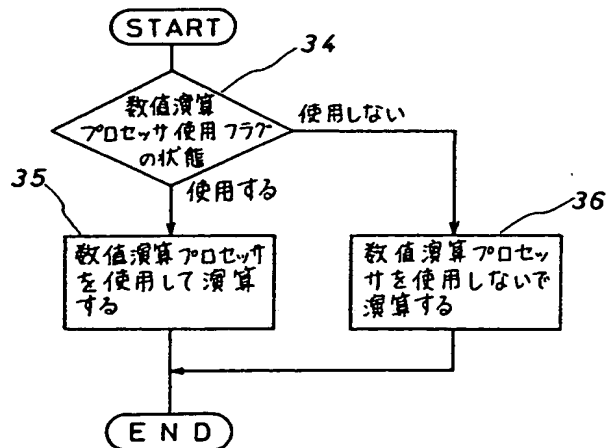 START
34
数値演算
プロセッサ使用フラグ
の状態
使用しない
使用する
35
36
数値演算プロセッサ
を使用して演算
する
数値演算プロセッ
サを使用しないで
演算する
END